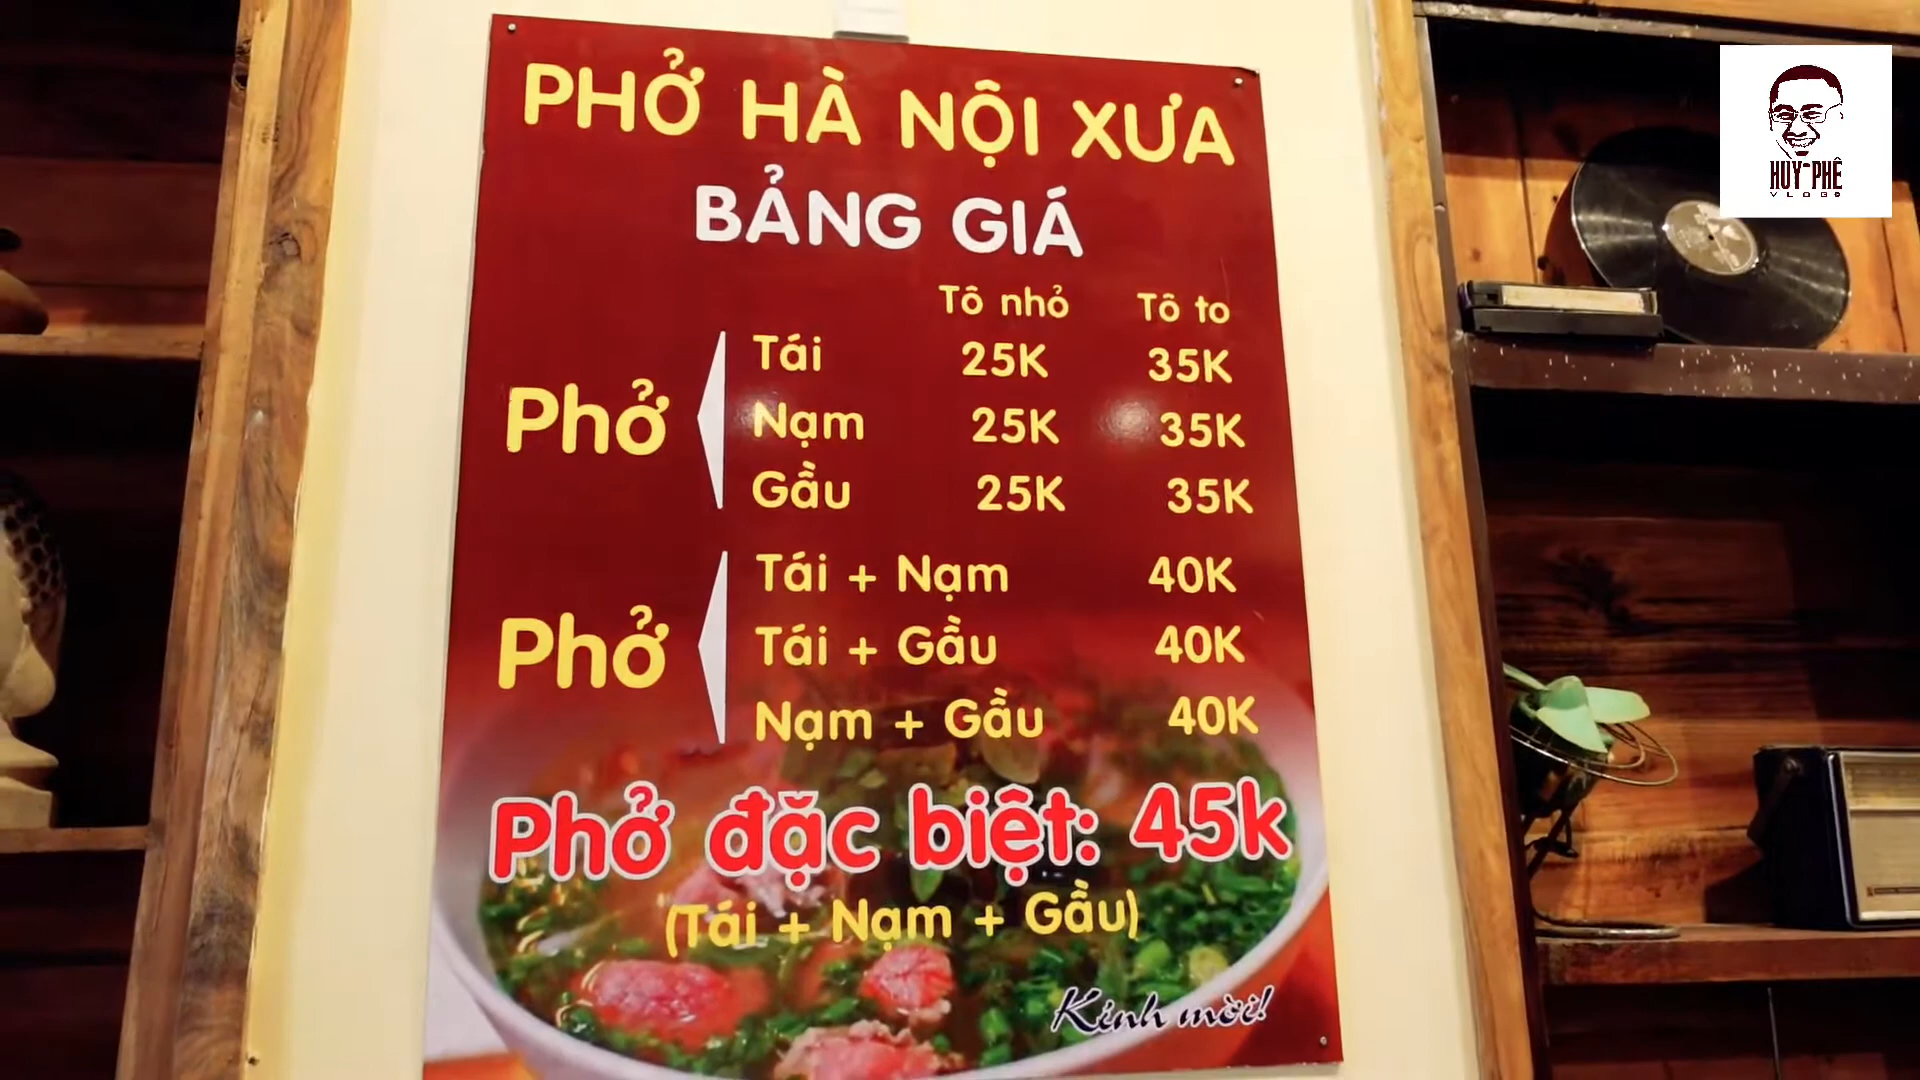 PHỞ HÀ NỘI XƯA
BẢNG GIÁ
Tô nhỏ Tô to
Phở
Tái 25K 35K
Nạm 25K 35K
Gầu 25K 35K
Phở
Tái + Nạm 40K
Tái + Gầu 40K
Nạm + Gầu 40K
Phở đặc biệt: 45k
(Tái + Nạm + Gầu)
Kính mời!
HUY PHÊ
VLOGS